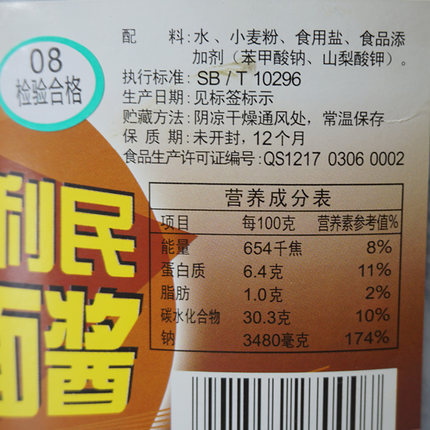 配　料: 水、小麦粉、食用盐、食品添
加剂(苯甲酸钠、山梨酸钾)。
执行标准: SB / T 10296
生产日期: 见标签标示
贮藏方法: 阴凉干燥通风处,常温保存
保 质 期: 未开封,12个月
食品生产许可证编号: QS1217 0306 0002
08
检验合格
利民
面酱
营养成分表
项目 每100克 营养素参考值%
能量 654千焦 8%
蛋白质 6.4克 11%
脂肪 1.0克 2%
碳水化合物 30.3克 10%
钠 3480毫克 174%